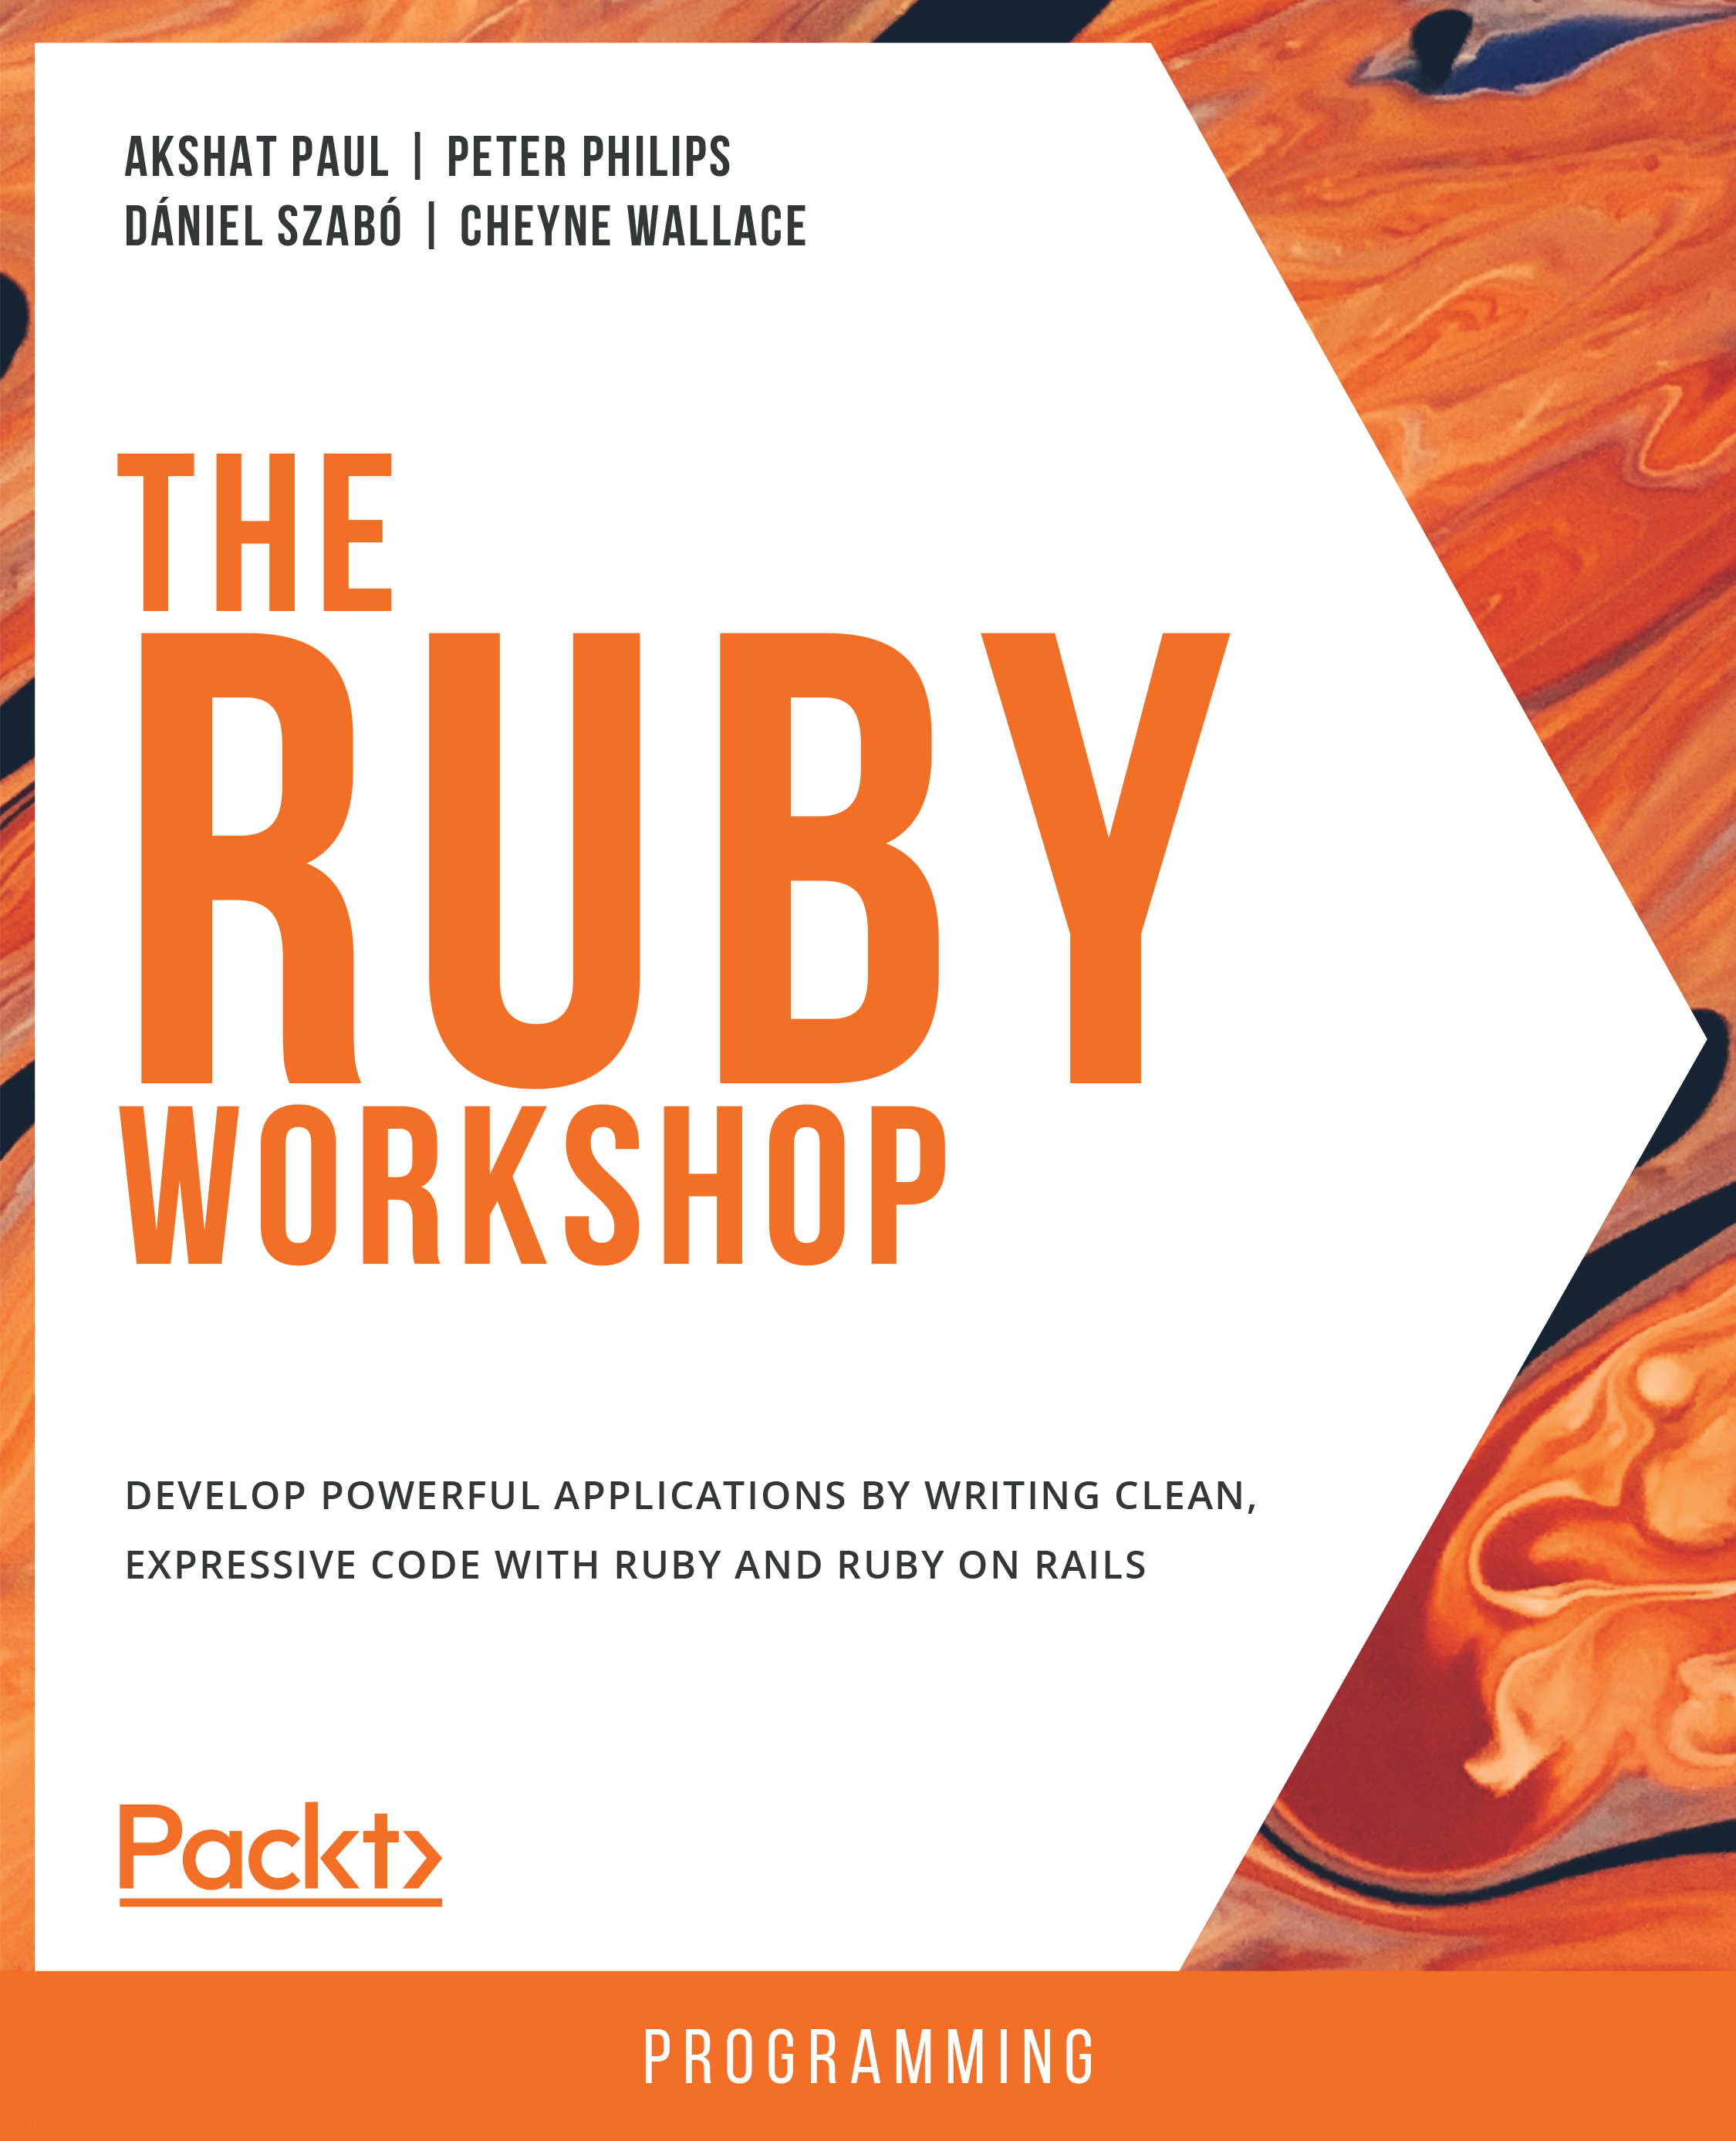 AKSHAT PAUL | PETER PHILIPS
DÁNIEL SZABÓ | CHEYNE WALLACE
THE
RUBY
WORKSHOP
DEVELOP POWERFUL APPLICATIONS BY WRITING CLEAN,
EXPRESSIVE CODE WITH RUBY AND RUBY ON RAILS
Packt
PROGRAMMING